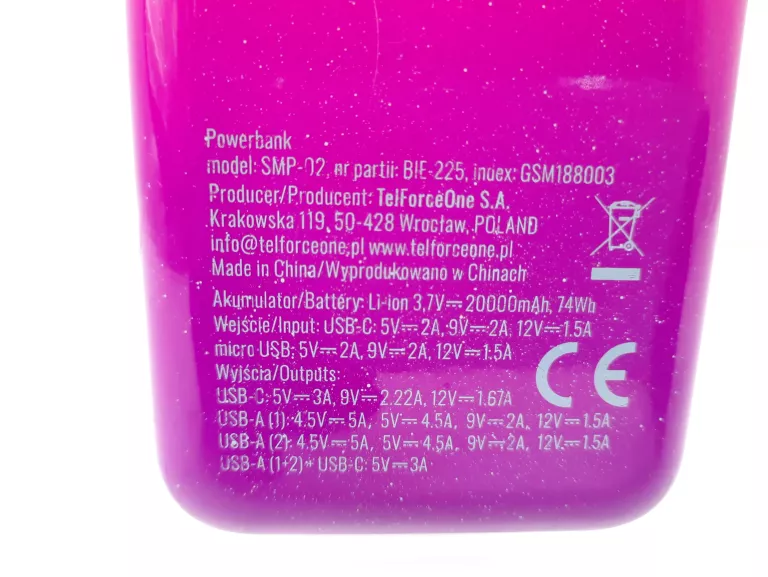 Powerbank
model: SMP-02, nr partii: BIE-225, index: GSM188003
Producer/Producent: TelForceOne S.A.
Krakowska 119, 50-428 Wrocław, POLAND
info@telforceone.pl www.telforceone.pl
Made in China/Wyprodukowano w Chinach
Akumulator/Battery: Li-ion 3,7V⎓20000mAh, 74Wh
Wejście/Input: USB-C: 5V⎓2A, 9V⎓2A, 12V⎓1.5A
micro USB: 5V⎓2A, 9V⎓2A, 12V⎓1.5A
Wyjścia/Outputs:
USB-C: 5V⎓3A, 9V⎓2.22A, 12V⎓1.67A
USB-A (1): 4.5V⎓5A, 5V⎓4.5A, 9V⎓2A, 12V⎓1.5A
USB-A (2): 4.5V⎓5A, 5V⎓4.5A, 9V⎓2A, 12V⎓1.5A
USB-A (1+2)+ USB-C: 5V⎓3A
CE